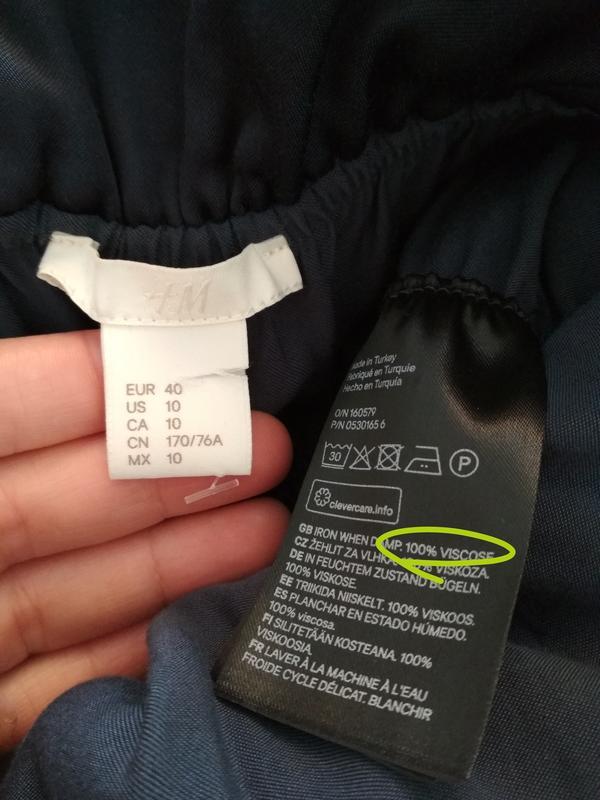 H&M
EUR 40
US 10
CA 10
CN 170/76A
MX 10
Made in Turkey
Fabriqué en Turquie
Hecho en Turquía
O/N 160579
P/N 053016 5 6
30
P
clevercare.info
GB IRON WHEN DAMP. 100% VISCOSE.
CZ ŽEHLIT ZA VLHKA. 100% VISKÓZA.
DE IN FEUCHTEM ZUSTAND BÜGELN.
100% VISKOSE.
EE TRIIKIDA NIISKELT. 100% VISKOOS.
ES PLANCHAR EN ESTADO HÚMEDO.
100% viscosa.
FI SILITETÄÄN KOSTEANA. 100%
VISKOOSIA.
FR LAVER À LA MACHINE À L'EAU
FROIDE CYCLE DÉLICAT. BLANCHIR